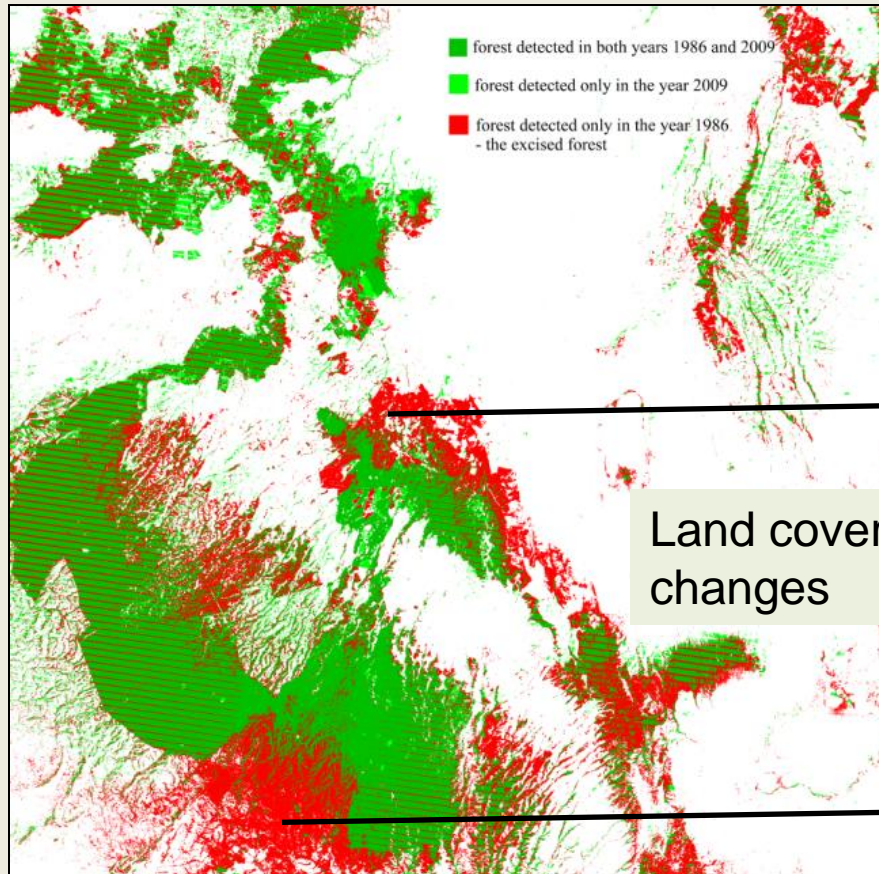 forest detected in both years 1986 and 2009
forest detected only in the year 2009
forest detected only in the year 1986
- the excised forest
Land cover
changes